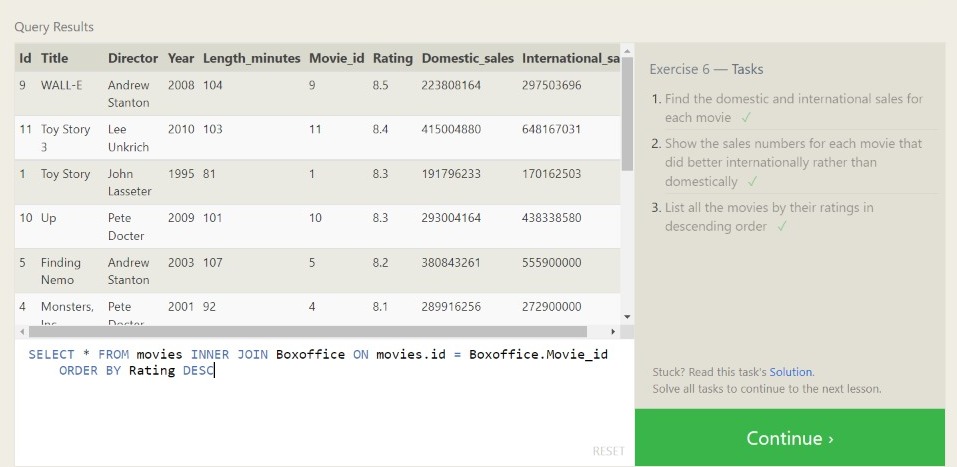 Query Results
Id Title Director Year Length_minutes Movie_id Rating Domestic_sales International_sa
9 WALL-E Andrew 2008 104 9 8.5 223808164 297503696
Stanton
11 Toy Story Lee 2010 103 11 8.4 415004880 648167031
3 Unkrich
1 Toy Story John 1995 81 1 8.3 191796233 170162503
Lasseter
10 Up Pete 2009 101 10 8.3 293004164 438338580
Docter
5 Finding Andrew 2003 107 5 8.2 380843261 555900000
Nemo Stanton
4 Monsters, Pete 2001 92 4 8.1 289916256 272900000
Inc. Docter
SELECT * FROM movies INNER JOIN Boxoffice ON movies.id = Boxoffice.Movie_id
ORDER BY Rating DESC
RESET
Exercise 6 — Tasks
1. Find the domestic and international sales for
each movie ✓
2. Show the sales numbers for each movie that
did better internationally rather than
domestically ✓
3. List all the movies by their ratings in
descending order ✓
Stuck? Read this task's Solution.
Solve all tasks to continue to the next lesson.
Continue ›